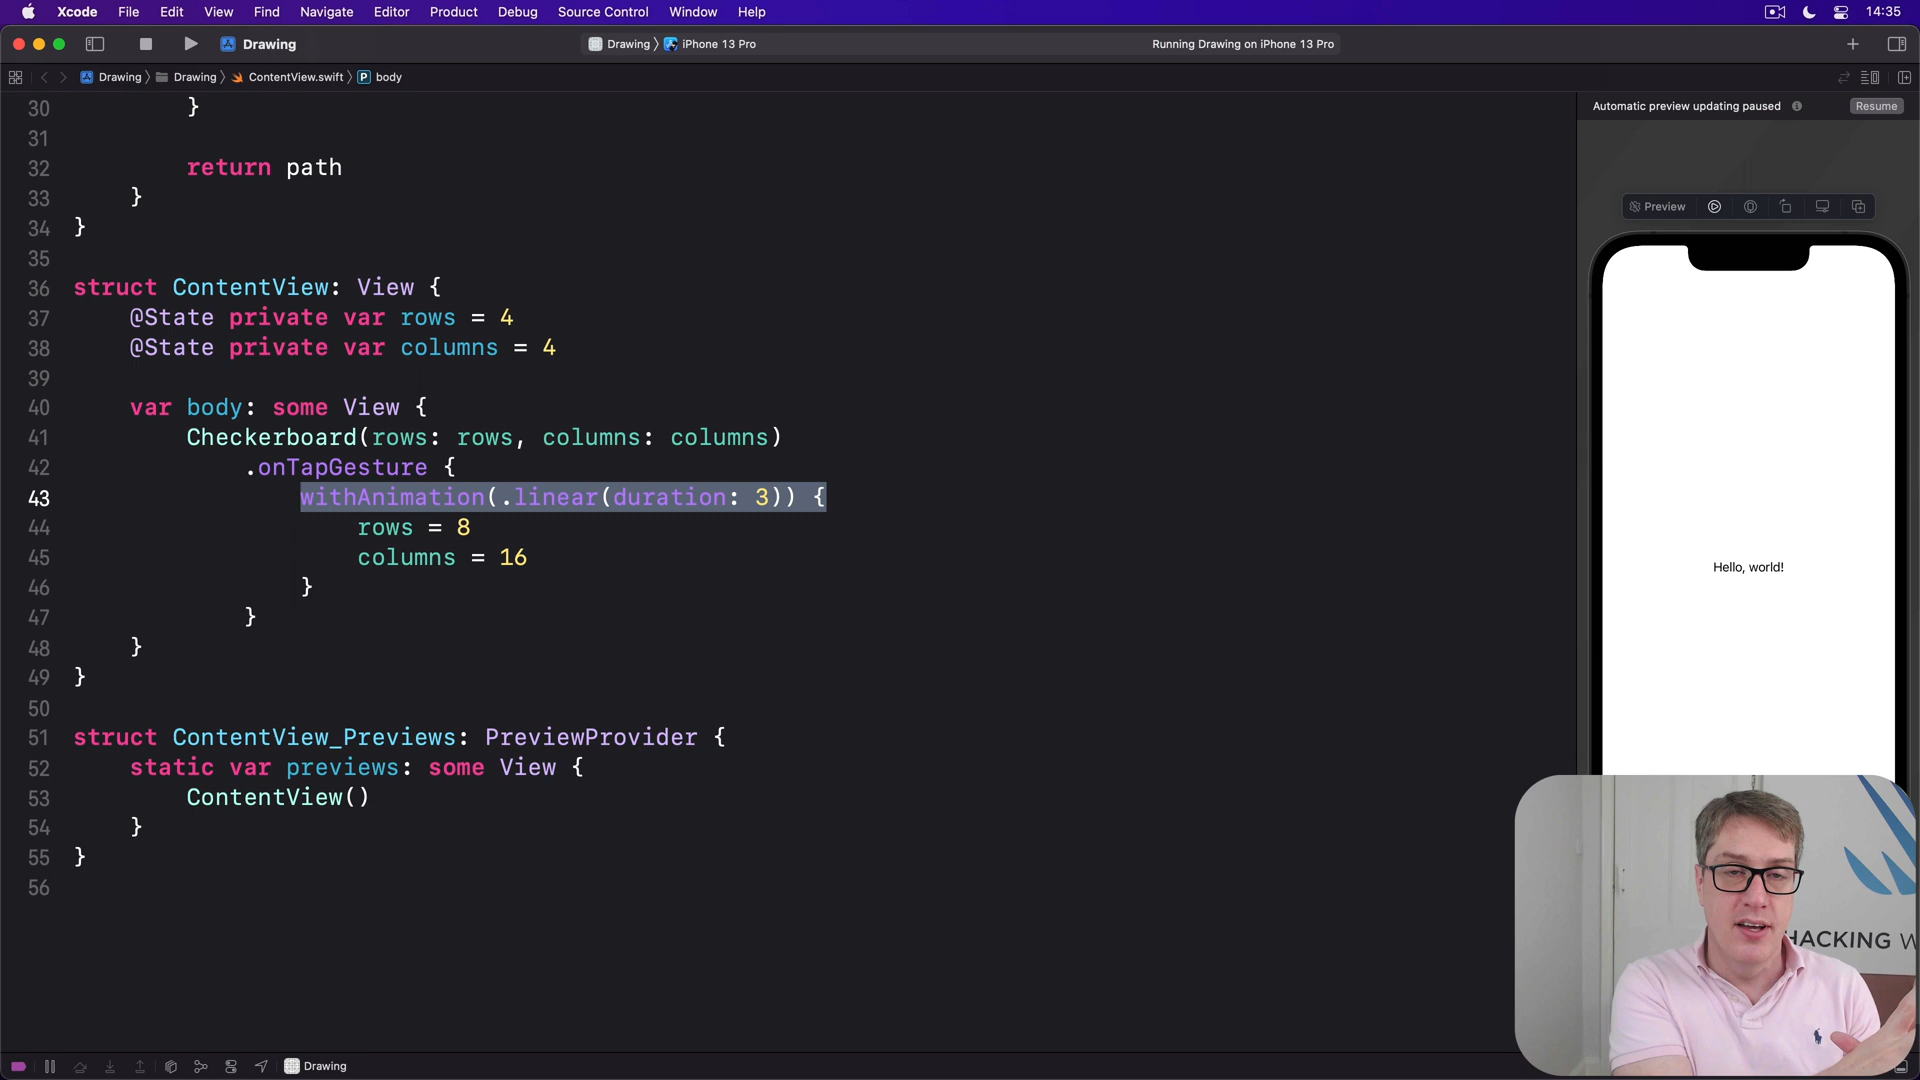 Xcode File Edit View Find Navigate Editor Product Debug Source Control Window Help 14:35
Drawing Drawing iPhone 13 Pro Running Drawing on iPhone 13 Pro
Drawing Drawing ContentView.swift P body
Automatic preview updating paused Resume
Preview
Hello, world!
30 }
31
32 return path
33 }
34 }
35
36 struct ContentView: View {
37 @State private var rows = 4
38 @State private var columns = 4
39
40 var body: some View {
41 Checkerboard(rows: rows, columns: columns)
42 .onTapGesture {
43 withAnimation(.linear(duration: 3)) {
44 rows = 8
45 columns = 16
46 }
47 }
48 }
49 }
50
51 struct ContentView_Previews: PreviewProvider {
52 static var previews: some View {
53 ContentView()
54 }
55 }
56
HACKING W
Drawing